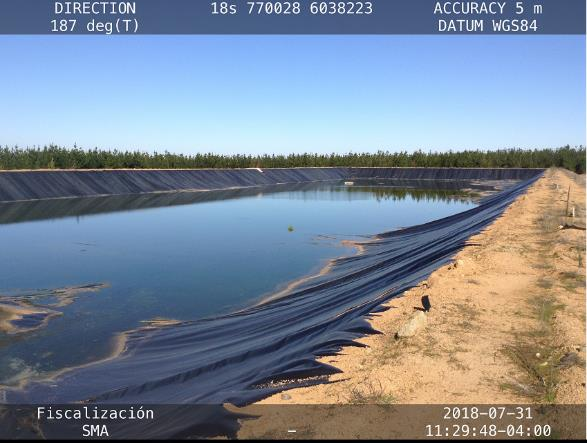 DIRECTION
187 deg(T)
18s 770028 6038223
ACCURACY 5 m
DATUM WGS84
Fiscalización
SMA
–
2018-07-31
11:29:48-04:00